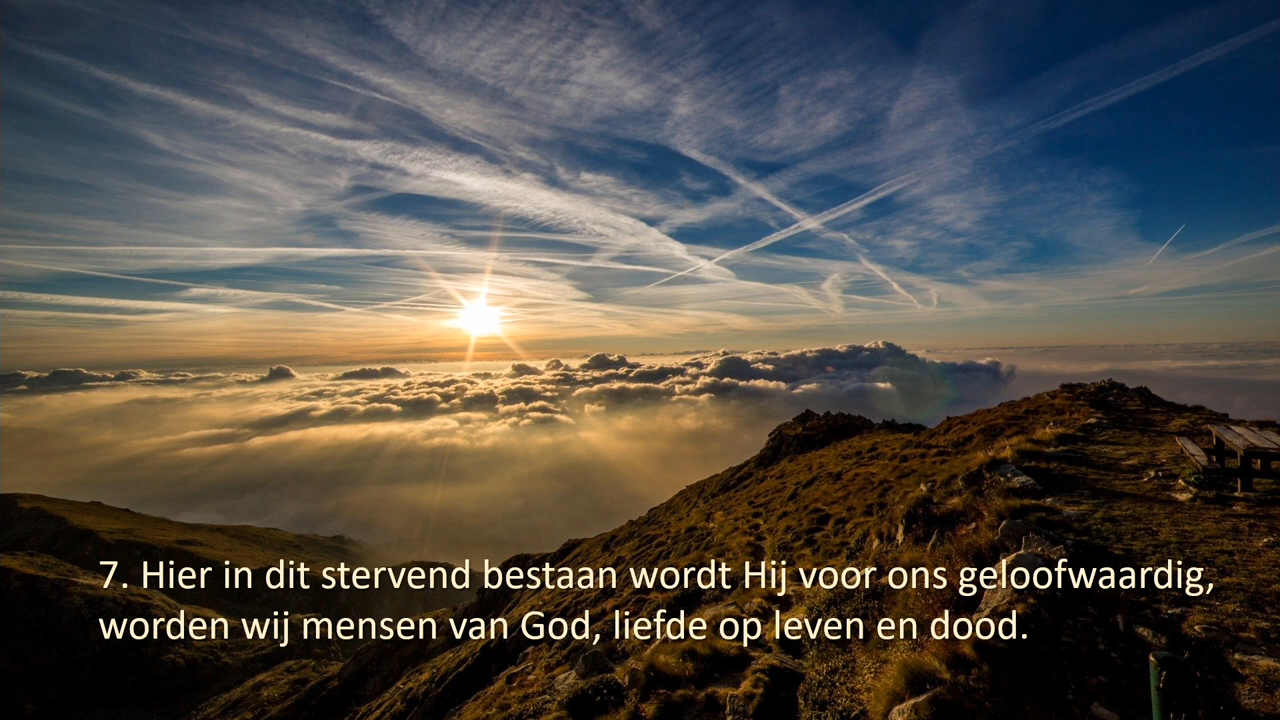 7. Hier in dit stervend bestaan wordt Hij voor ons geloofwaardig,
worden wij mensen van God, liefde op leven en dood.